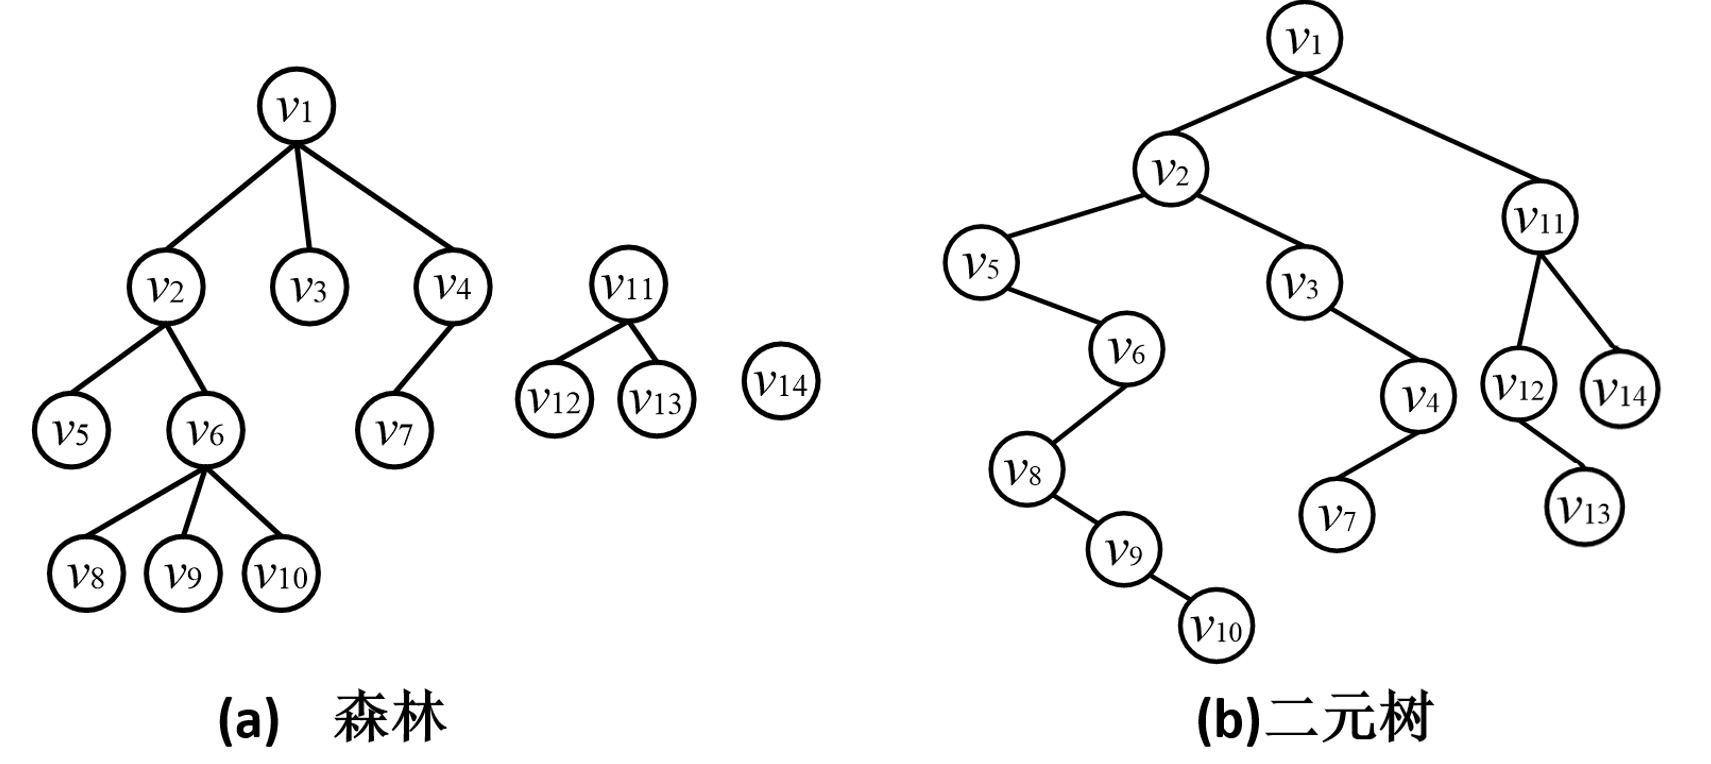 v1
v2 v3 v4
v5 v6 v7
v8 v9 v10
v11
v12 v13
v14
(a) 森林
v1
v2
v11
v5
v3
v6
v4
v12 v14
v8
v7
v13
v9
v10
(b)二元树